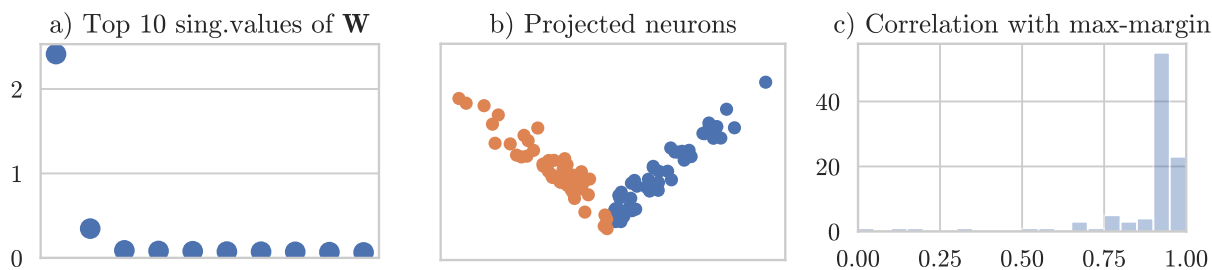 a) Top 10 sing.values of W
b) Projected neurons
c) Correlation with max-margin
2
1
0
40
20
0
0.00 0.25 0.50 0.75 1.00